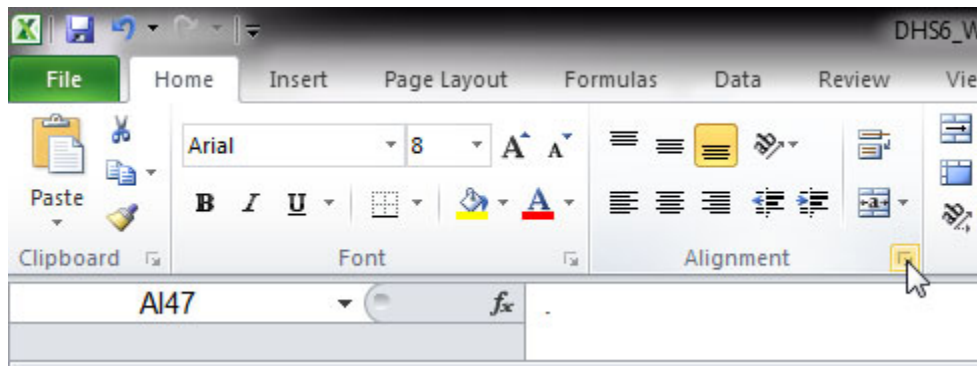 DHS6_W
File Home Insert Page Layout Formulas Data Review Vie
Arial 8 A A
Paste B I U A a
Clipboard Font Alignment
AI47 fx .